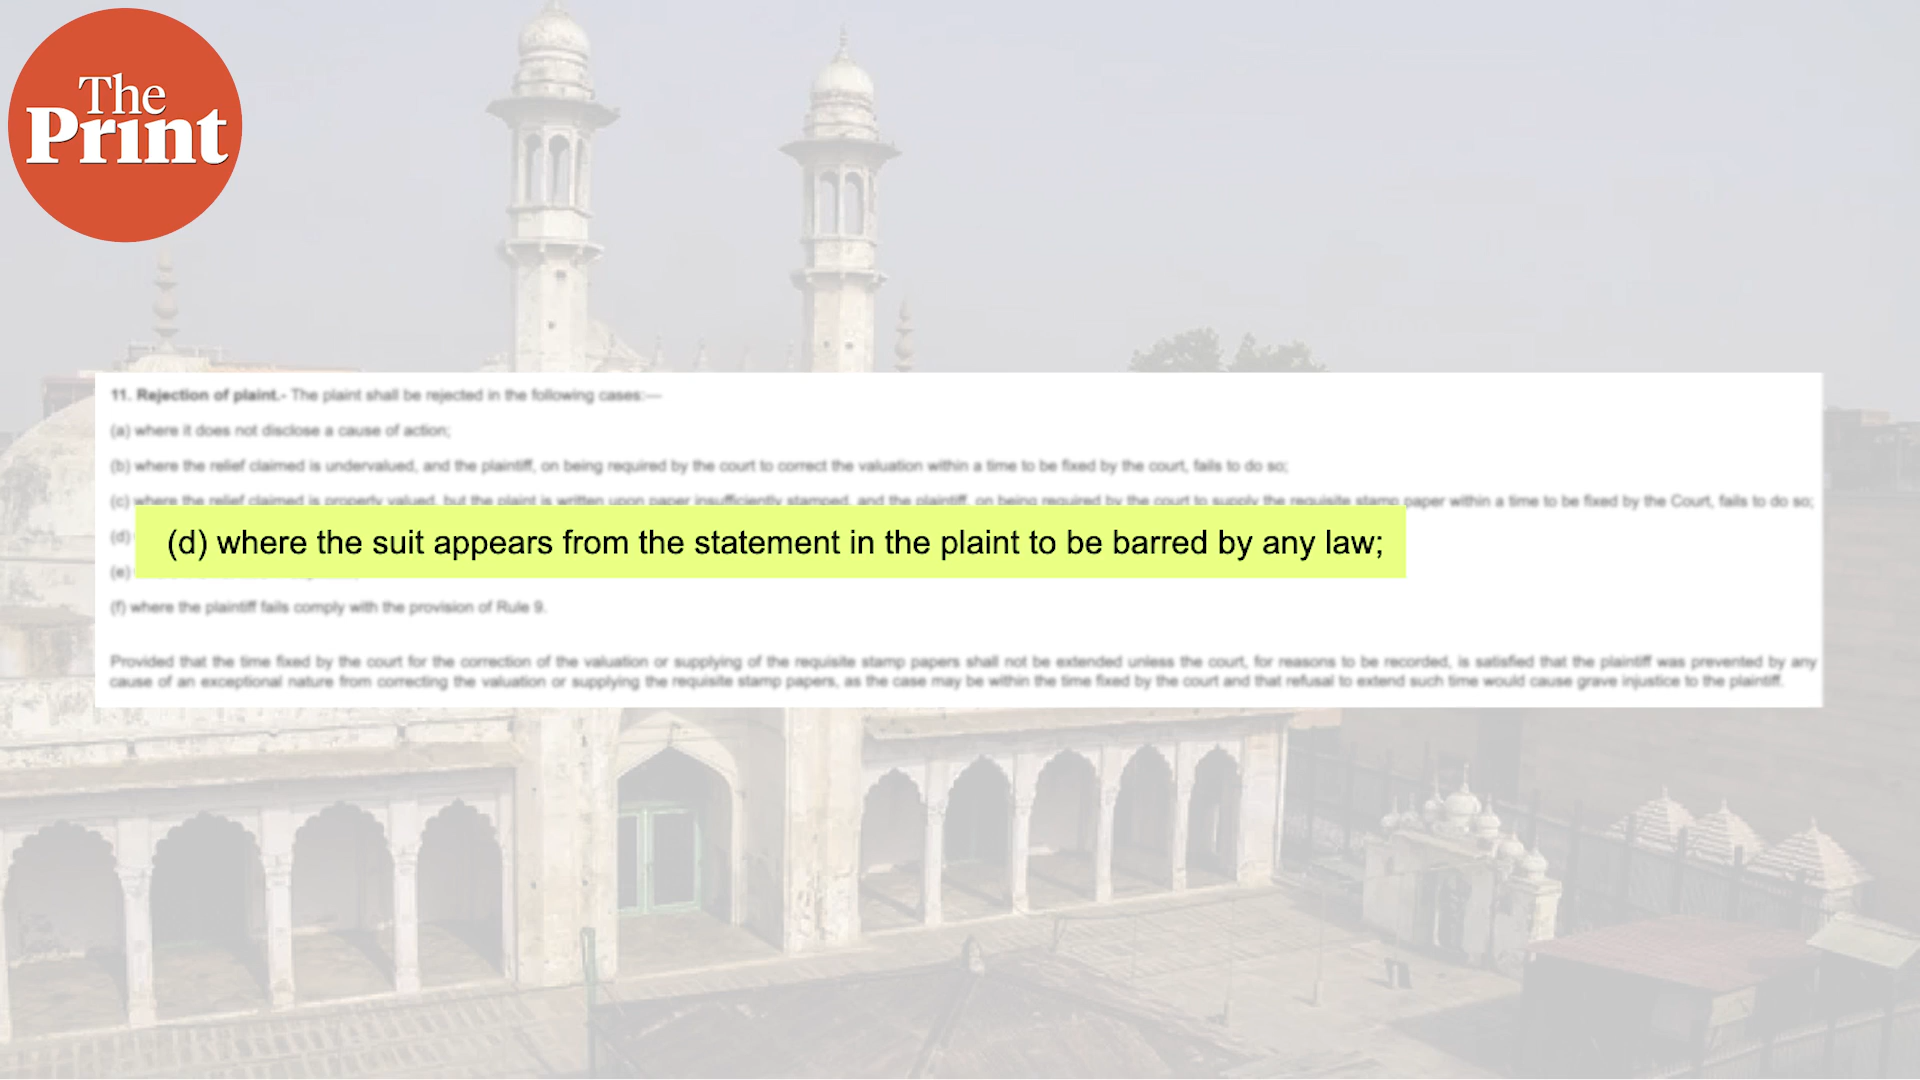 The
Print
11. Rejection of plaint.- The plaint shall be rejected in the following cases:—
(a) where it does not disclose a cause of action;
(b) where the relief claimed is undervalued, and the plaintiff, on being required by the court to correct the valuation within a time to be fixed by the court, fails to do so;
(c) where the relief claimed is properly valued, but the plaint is written upon paper insufficiently stamped, and the plaintiff, on being required by the court to supply the requisite stamp paper within a time to be fixed by the Court, fails to do so;
(d)
(d) where the suit appears from the statement in the plaint to be barred by any law;
(e)
(f) where the plaintiff fails comply with the provision of Rule 9.
Provided that the time fixed by the court for the correction of the valuation or supplying of the requisite stamp papers shall not be extended unless the court, for reasons to be recorded, is satisfied that the plaintiff was prevented by any
cause of an exceptional nature from correcting the valuation or supplying the requisite stamp papers, as the case may be within the time fixed by the court and that refusal to extend such time would cause grave injustice to the plaintiff.